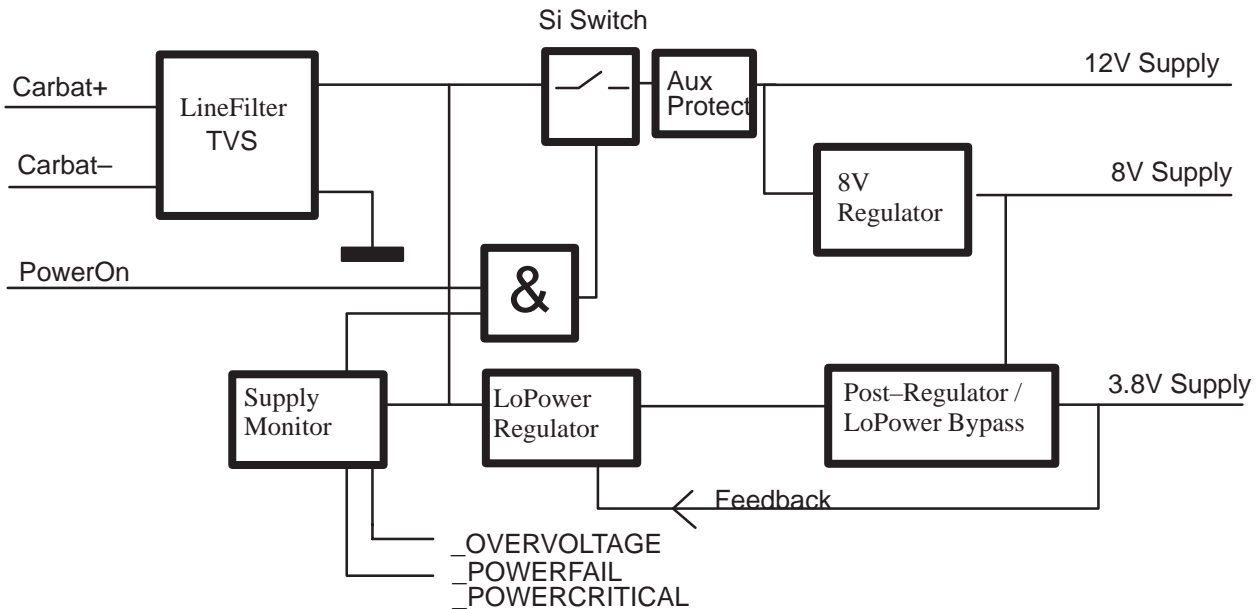 Si Switch
Carbat+
LineFilter
TVS
Aux
Protect
12V Supply
Carbat–
8V
Regulator
8V Supply
PowerOn
&
Supply
Monitor
LoPower
Regulator
Post–Regulator /
LoPower Bypass
3.8V Supply
Feedback
_OVERVOLTAGE
_POWERFAIL
_POWERCRITICAL